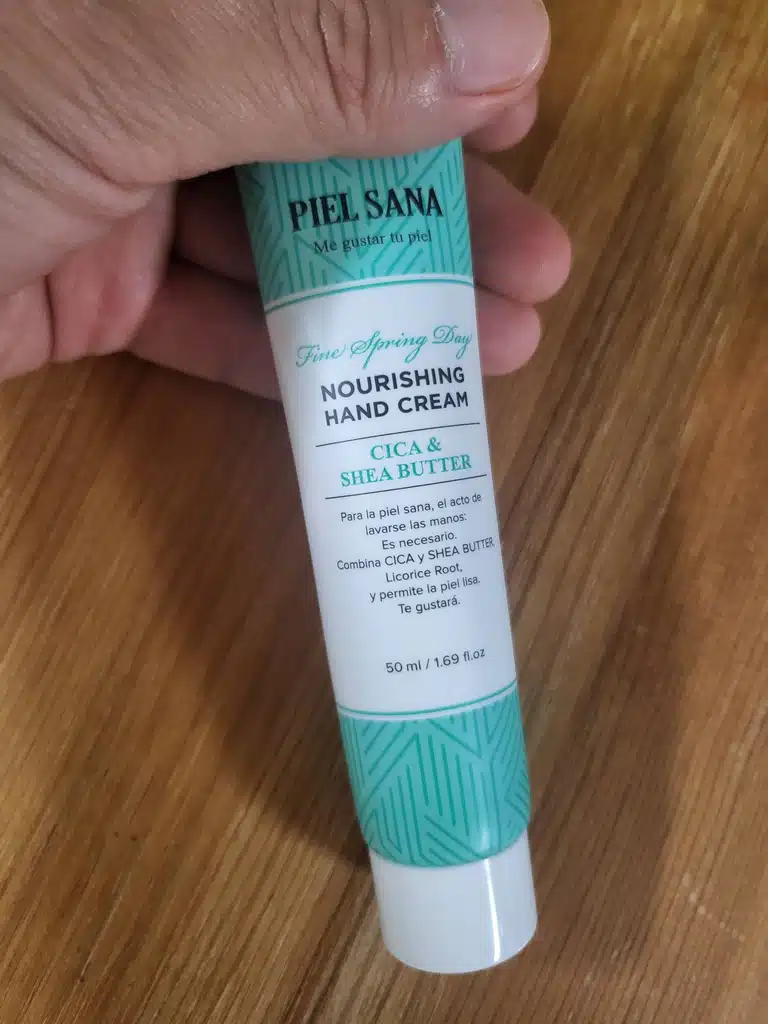 PIEL SANA
Me gustar tu piel
Fine Spring Day
NOURISHING
HAND CREAM
CICA &
SHEA BUTTER
Para la piel sana, el acto de
lavarse las manos:
Es necesario.
Combina CICA y SHEA BUTTER,
Licorice Root,
y permite la piel lisa.
Te gustará.
50 ml / 1.69 fl.oz